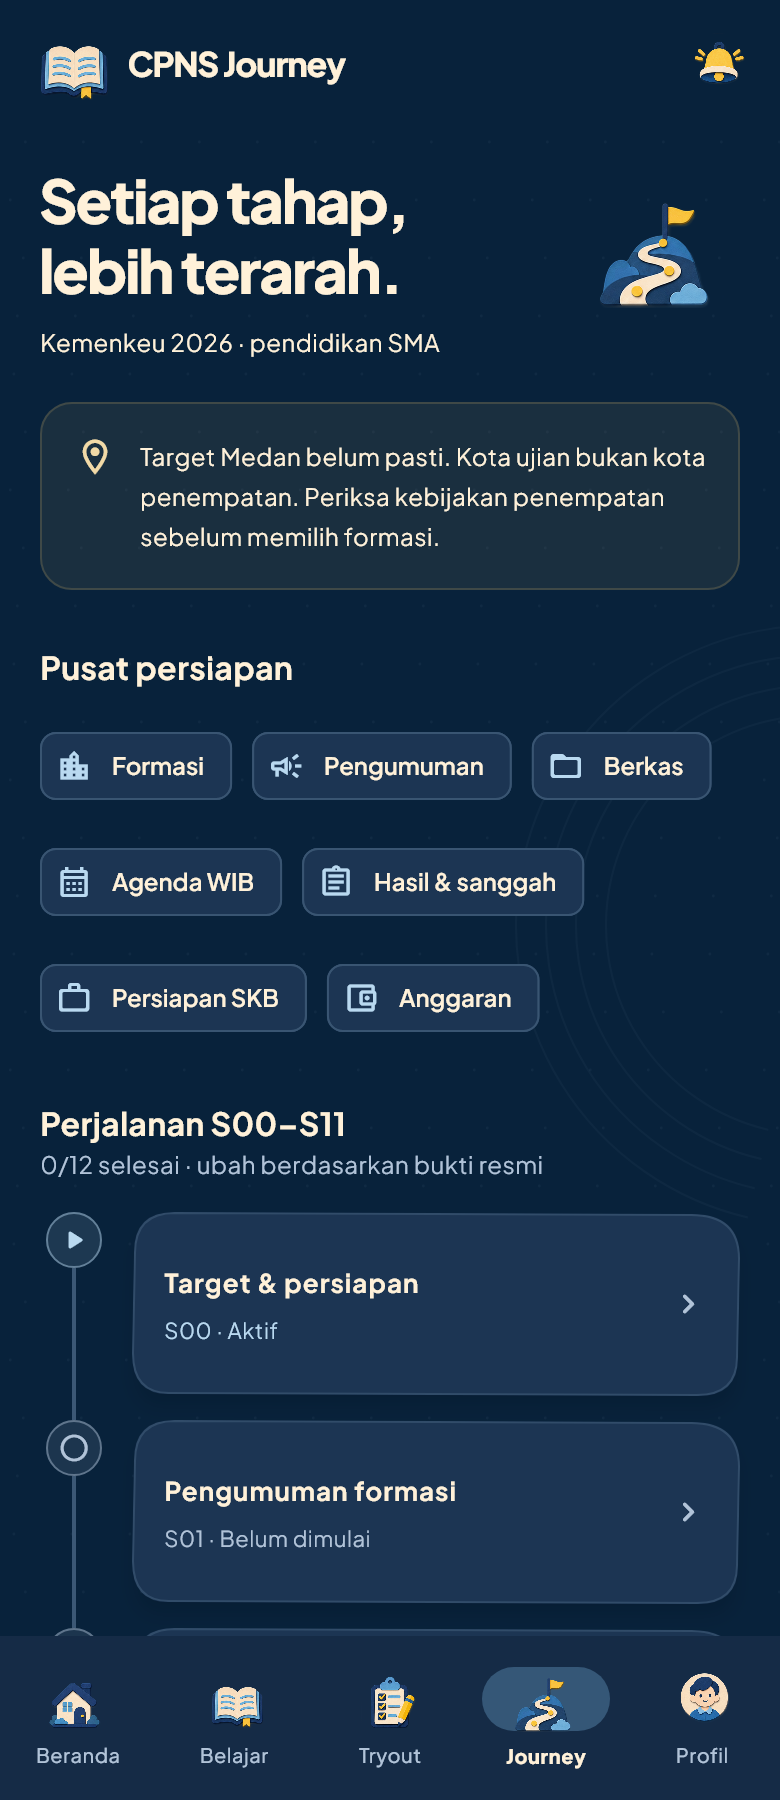 CPNS Journey
Setiap tahap,
lebih terarah.
Kemenkeu 2026 · pendidikan SMA
Target Medan belum pasti. Kota ujian bukan kota
penempatan. Periksa kebijakan penempatan
sebelum memilih formasi.
Pusat persiapan
Formasi
Pengumuman
Berkas
Agenda WIB
Hasil & sanggah
Persiapan SKB
Anggaran
Perjalanan S00–S11
0/12 selesai · ubah berdasarkan bukti resmi
Target & persiapan
S00 · Aktif
Pengumuman formasi
S01 · Belum dimulai
Beranda
Belajar
Tryout
Journey
Profil